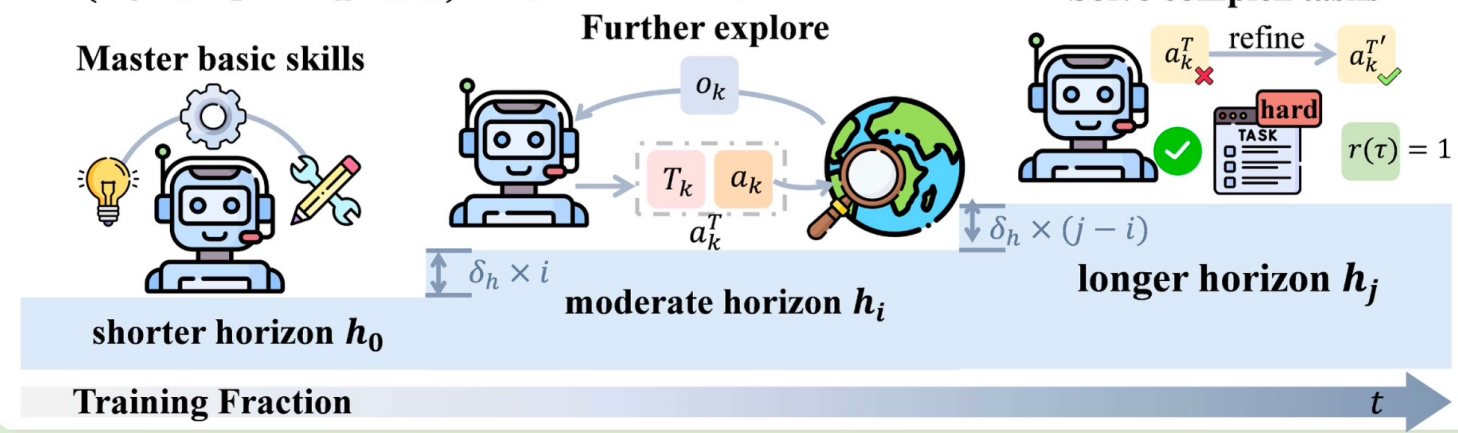 Further explore
Master basic skills
o_k
T_k a_k
a_k^T
a_k^T refine a_k^{T'}
hard
TASK
r(τ) = 1
δ_h × i
δ_h × (j − i)
shorter horizon h_0
moderate horizon h_i
longer horizon h_j
Training Fraction t